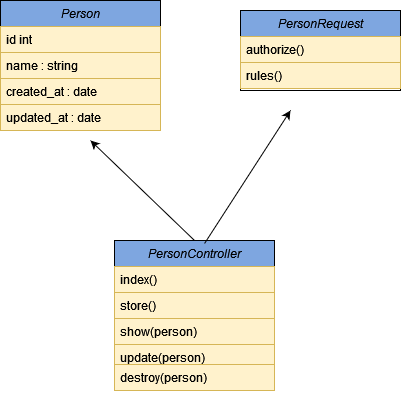 Person
id int
name : string
created_at : date
updated_at : date
PersonRequest
authorize()
rules()
PersonController
index()
store()
show(person)
update(person)
destroy(person)